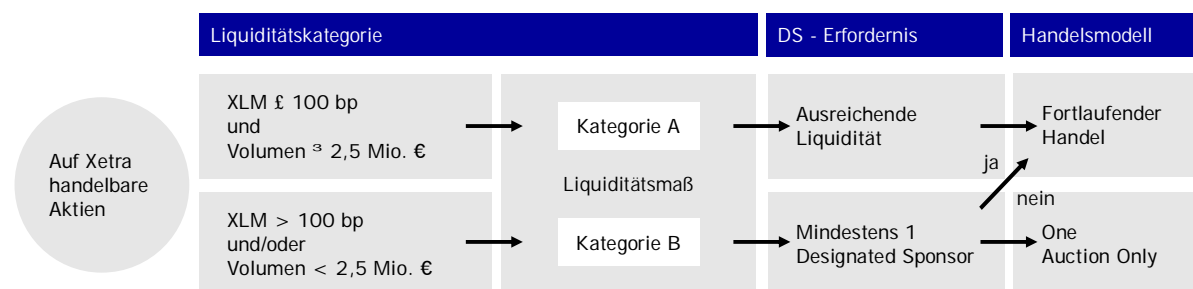 Liquiditätskategorie
DS - Erfordernis
Handelsmodell
Auf Xetra
handelbare
Aktien
XLM £ 100 bp
und
Volumen ³ 2,5 Mio. €
Kategorie A
Ausreichende
Liquidität
Fortlaufender
Handel
Liquiditätsmaß
ja
nein
XLM > 100 bp
und/oder
Volumen < 2,5 Mio. €
Kategorie B
Mindestens 1
Designated Sponsor
One
Auction Only